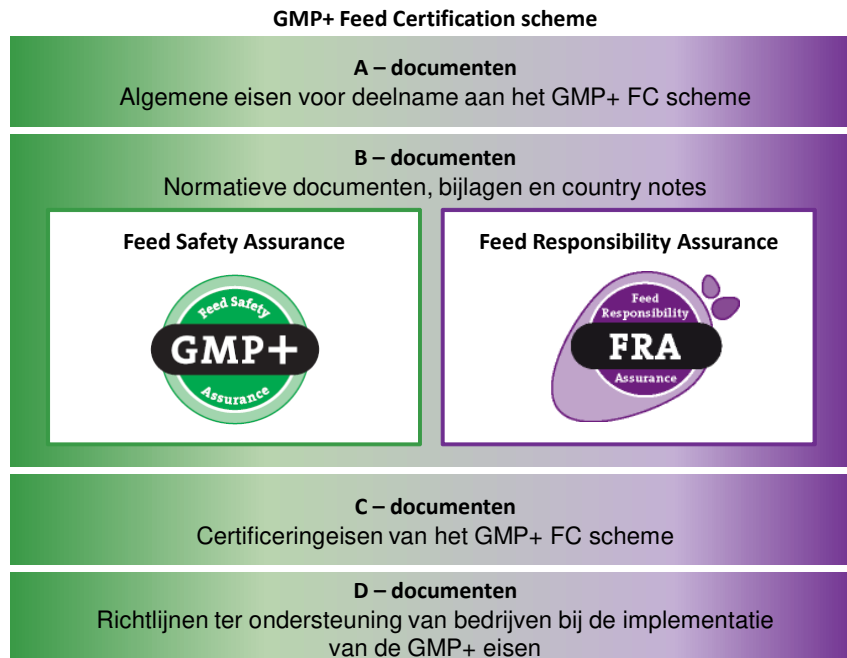 GMP+ Feed Certification scheme
A – documenten
Algemene eisen voor deelname aan het GMP+ FC scheme
B – documenten
Normatieve documenten, bijlagen en country notes
Feed Safety Assurance
Feed Safety
GMP+
Assurance
Feed Responsibility Assurance
Feed
Responsibility
FRA
Assurance
C – documenten
Certificeringeisen van het GMP+ FC scheme
D – documenten
Richtlijnen ter ondersteuning van bedrijven bij de implementatie
van de GMP+ eisen